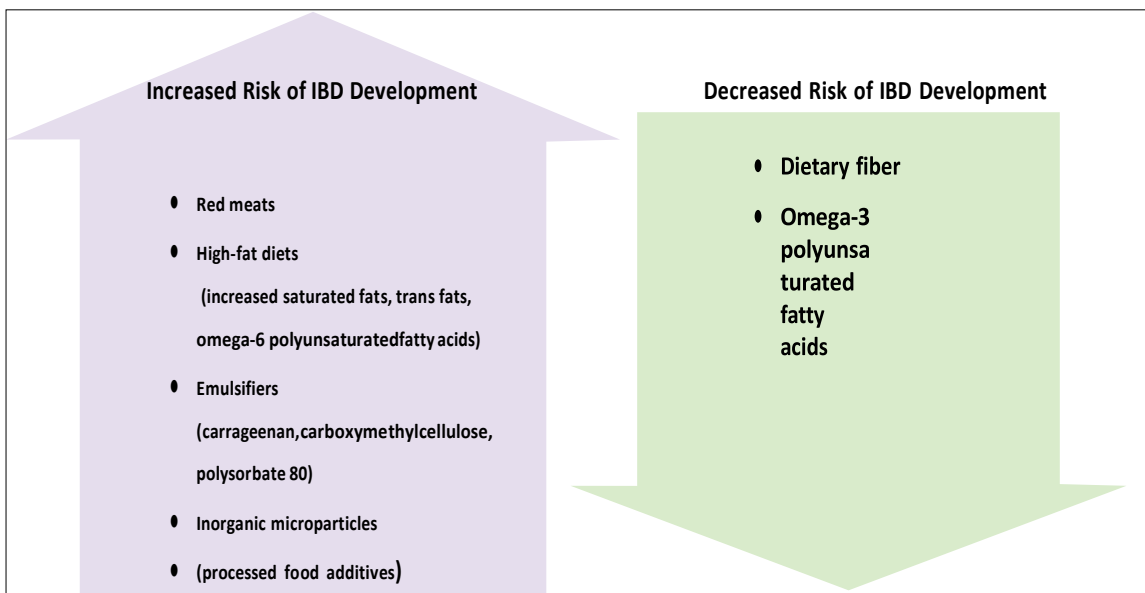 Increased Risk of IBD Development
• Red meats
• High-fat diets
(increased saturated fats, trans fats,
omega-6 polyunsaturatedfatty acids)
• Emulsifiers
(carrageenan,carboxymethylcellulose,
polysorbate 80)
• Inorganic microparticles
• (processed food additives)
Decreased Risk of IBD Development
• Dietary fiber
• Omega-3
polyunsa
turated
fatty
acids